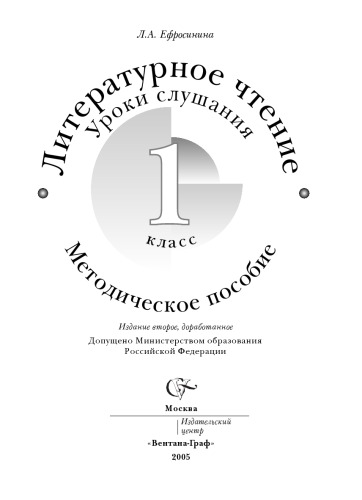 Л.А. Ефросинина
Литературное чтение
Уроки слушания
1
класс
Методическое пособие
Издание второе, доработанное
Допущено Министерством образования
Российской Федерации
Москва
Издательский
центр
«Вентана-Граф»
2005